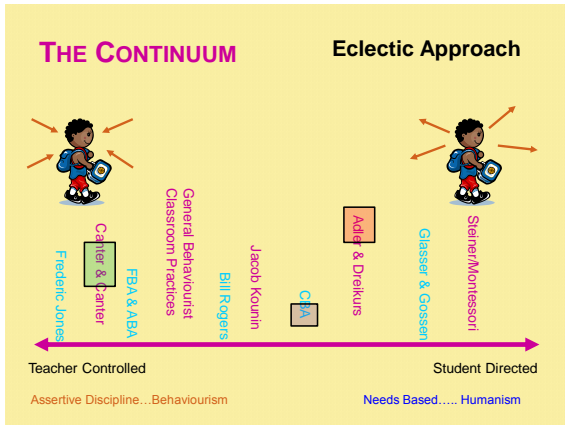 THE CONTINUUM
Eclectic Approach
Frederic Jones
Canter & Canter
FBA & ABA
General Behaviourist
Classroom Practices
Bill Rogers
Jacob Kounin
CBA
Adler & Dreikurs
Glasser & Gossen
Steiner/Montessori
Teacher Controlled
Student Directed
Assertive Discipline…Behaviourism
Needs Based….. Humanism